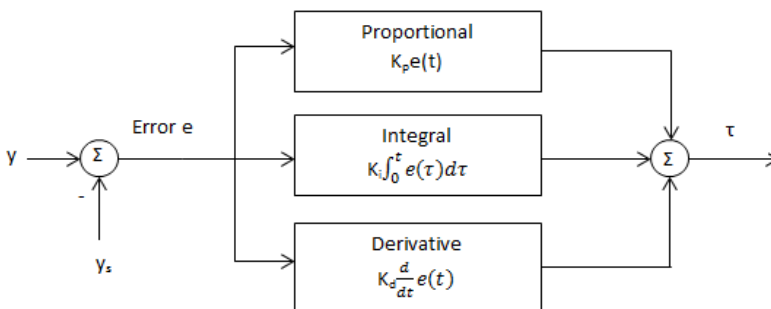 Proportional
Kₚe(t)
Error e
Integral
Kᵢ∫₀ᵗ e(τ)dτ
y
Σ
Σ
τ
-
yₛ
Derivative
K_d d/dt e(t)